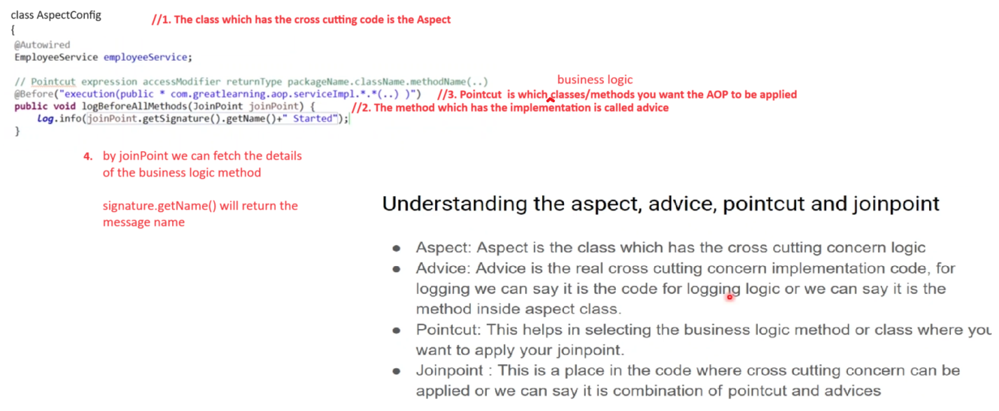 class AspectConfig //1. The class which has the cross cutting code is the Aspect
{
@Autowired
EmployeeService employeeService;
// Pointcut expression accessModifier returnType packageName.className.methodName(..)
business logic
@Before("execution(public * com.greatlearning.aop.serviceImpl.*.*(..) )") //3. Pointcut is which classes/methods you want the AOP to be applied
public void logBeforeAllMethods(JoinPoint joinPoint) { //2. The method which has the implementation is called advice
Log.info(joinPoint.getSignature().getName()+" Started");
}
4. by joinPoint we can fetch the details
of the business logic method
signature.getName() will return the
message name
Understanding the aspect, advice, pointcut and joinpoint
● Aspect: Aspect is the class which has the cross cutting concern logic
● Advice: Advice is the real cross cutting concern implementation code, for
logging we can say it is the code for logging logic or we can say it is the
method inside aspect class.
● Pointcut: This helps in selecting the business logic method or class where you
want to apply your joinpoint.
● Joinpoint : This is a place in the code where cross cutting concern can be
applied or we can say it is combination of pointcut and advices